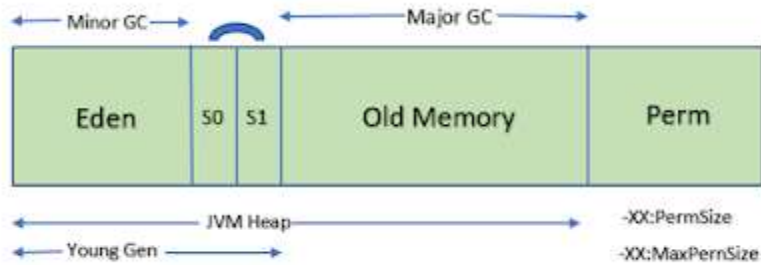 Minor GC
Major GC
Eden
S0
S1
Old Memory
Perm
JVM Heap
-XX:PermSize
Young Gen
-XX:MaxPernSize